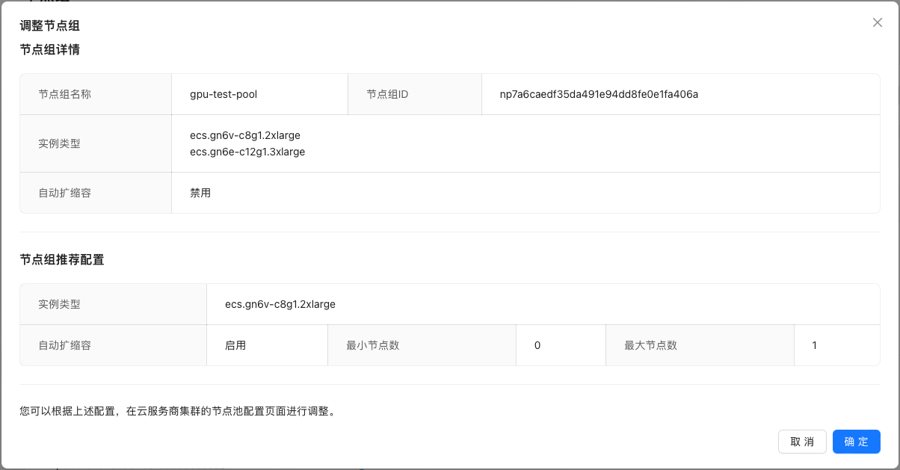 调整节点组
节点组详情
节点组名称 gpu-test-pool 节点组ID np7a6caedf35da491e94dd8fe0e1fa406a
实例类型 ecs.gn6v-c8g1.2xlarge
ecs.gn6e-c12g1.3xlarge
自动扩缩容 禁用
节点组推荐配置
实例类型 ecs.gn6v-c8g1.2xlarge
自动扩缩容 启用 最小节点数 0 最大节点数 1
您可以根据上述配置，在云服务商集群的节点池配置页面进行调整。
取 消 确 定